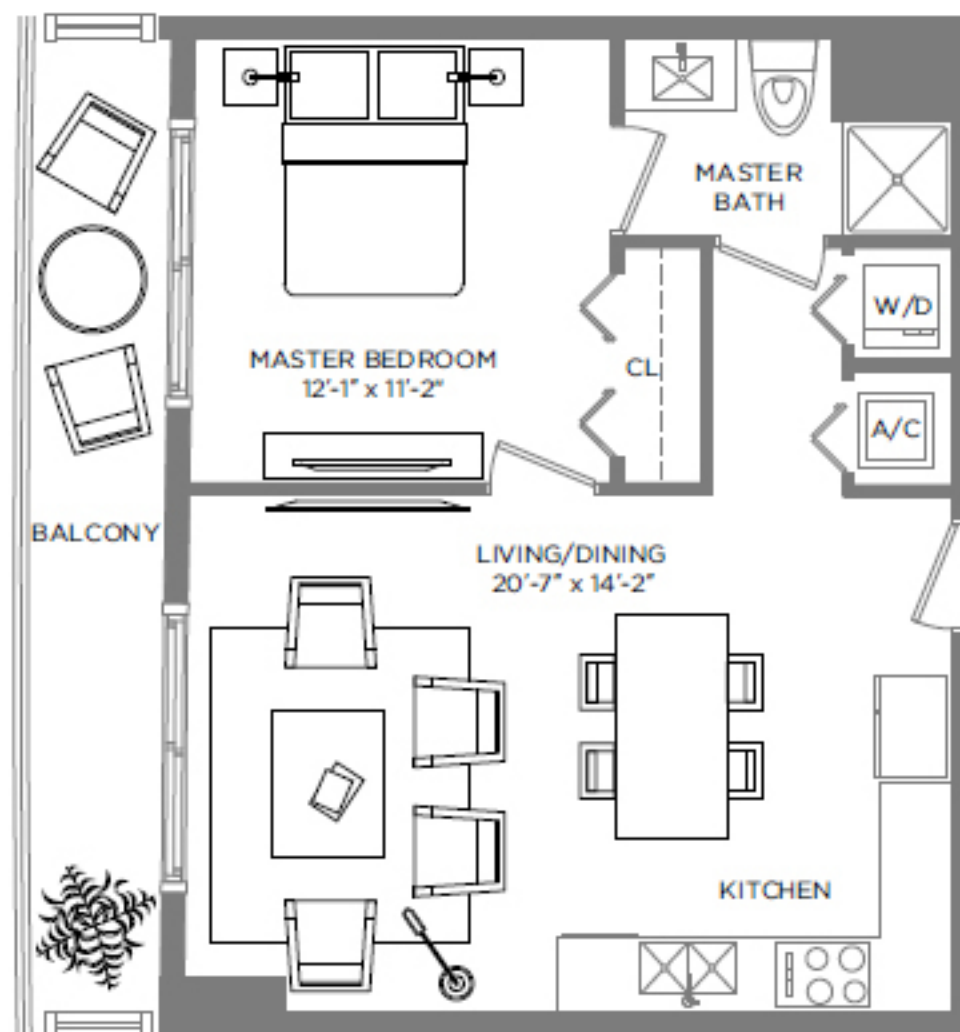 MASTER
BATH
W/D
MASTER BEDROOM
12'-1" x 11'-2"
CL
A/C
BALCONY
LIVING/DINING
20'-7" x 14'-2"
KITCHEN